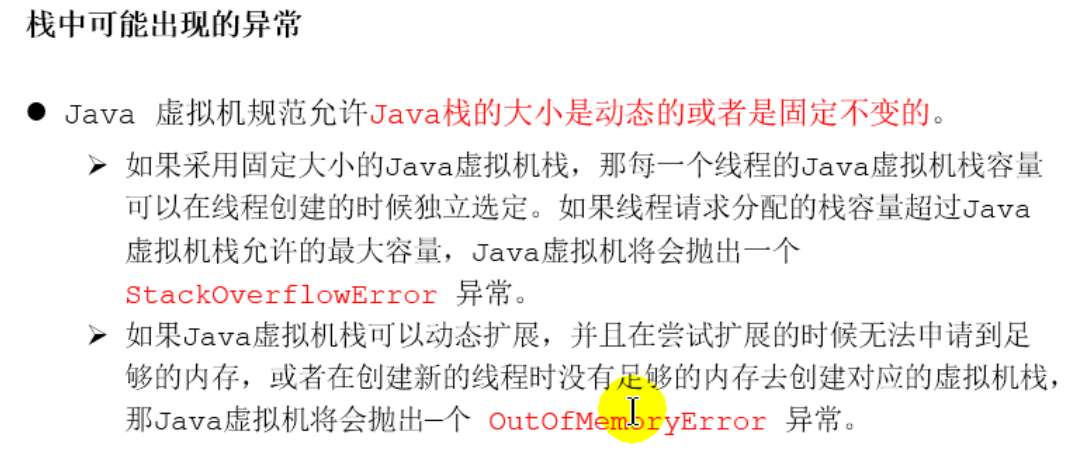 栈中可能出现的异常
● Java 虚拟机规范允许Java栈的大小是动态的或者是固定不变的。
➢ 如果采用固定大小的Java虚拟机栈，那每一个线程的Java虚拟机栈容量
可以在线程创建的时候独立选定。如果线程请求分配的栈容量超过Java
虚拟机栈允许的最大容量，Java虚拟机将会抛出一个
StackOverflowError 异常。
➢ 如果Java虚拟机栈可以动态扩展，并且在尝试扩展的时候无法申请到足
够的内存，或者在创建新的线程时没有足够的内存去创建对应的虚拟机栈，
那Java虚拟机将会抛出一个 OutOfMemoryError 异常。